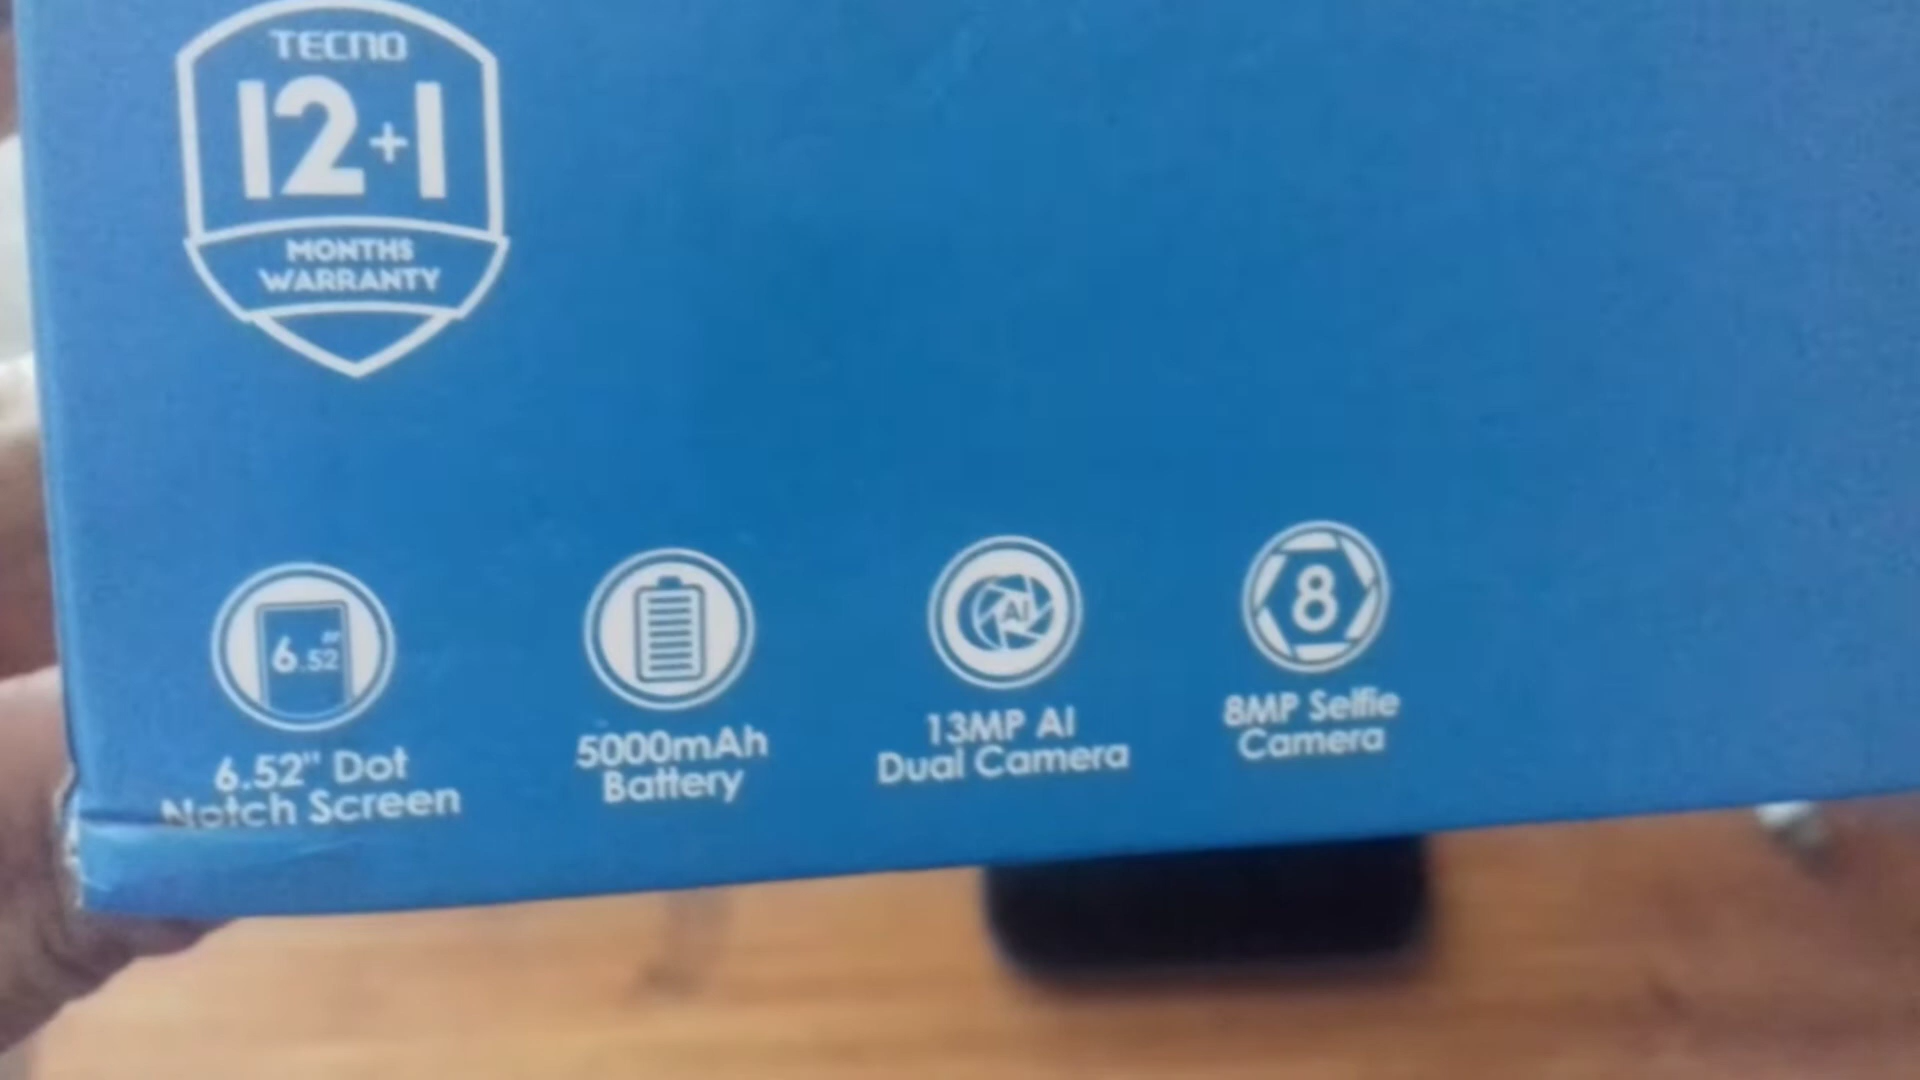 TECNO
12+1
MONTHS
WARRANTY
6.52"
6.52" Dot
Notch Screen
5000mAh
Battery
AI
13MP AI
Dual Camera
8
8MP Selfie
Camera